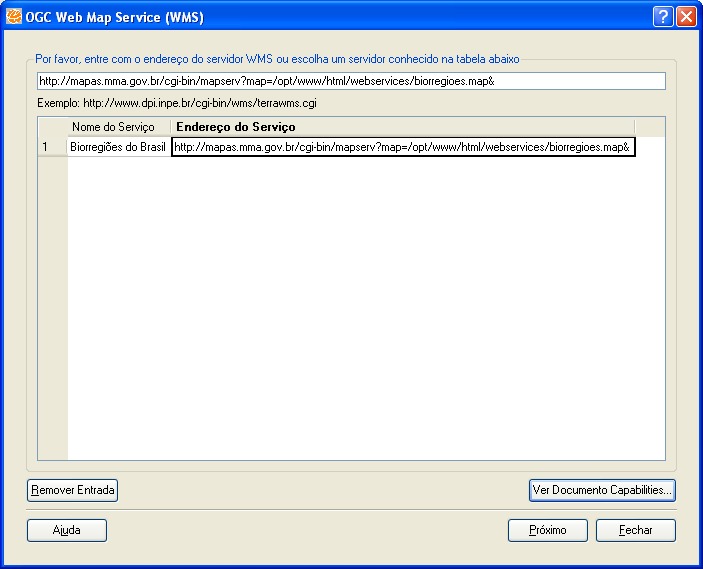 OGC Web Map Service (WMS)
Por favor, entre com o endereço do servidor WMS ou escolha um servidor conhecido na tabela abaixo
http://mapas.mma.gov.br/cgi-bin/mapserv?map=/opt/www/html/webservices/biorregioes.map&
Exemplo: http://www.dpi.inpe.br/cgi-bin/wms/terrawms.cgi
Nome do Serviço Endereço do Serviço
1 Biorregiões do Brasil http://mapas.mma.gov.br/cgi-bin/mapserv?map=/opt/www/html/webservices/biorregioes.map&
Remover Entrada Ver Documento Capabilities...
Ajuda Próximo Fechar